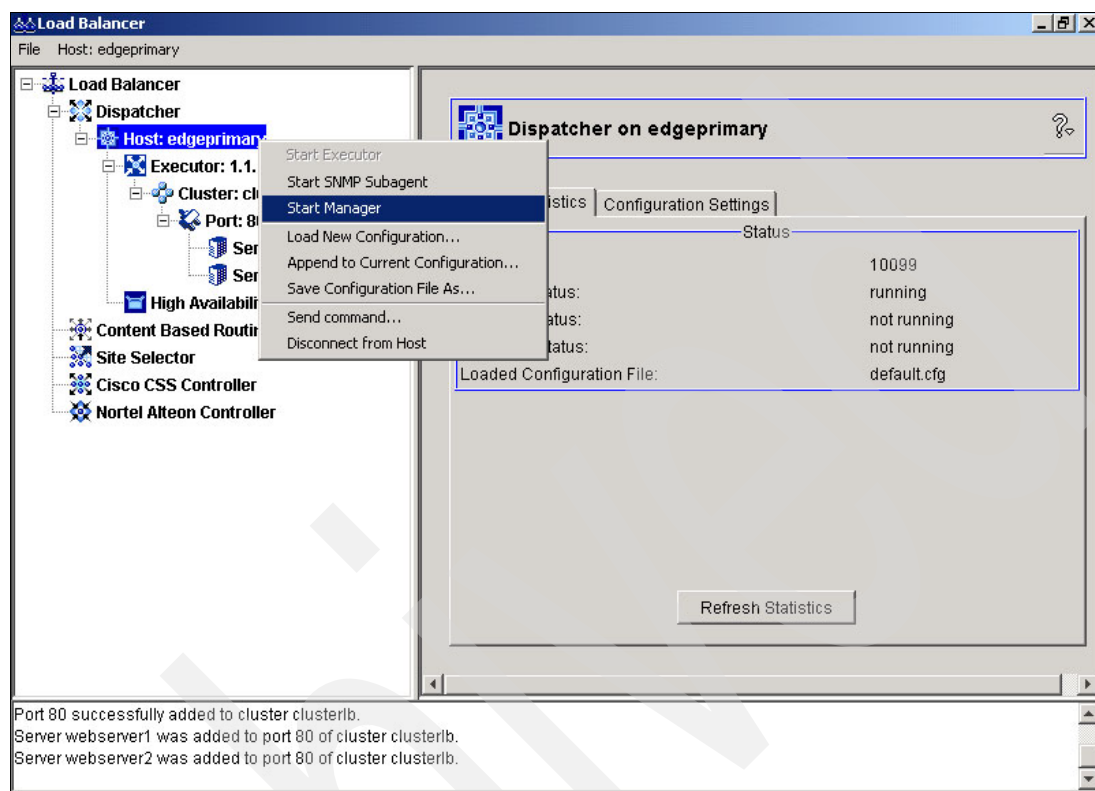 Load Balancer
File Host: edgeprimary
Load Balancer
Dispatcher
Host: edgeprimary
Executor: 1.1.
Cluster: cl
Port: 8
Ser
Ser
High Availabili
Content Based Routin
Site Selector
Cisco CSS Controller
Nortel Alteon Controller
Start Executor
Start SNMP Subagent
Start Manager
Load New Configuration...
Append to Current Configuration...
Save Configuration File As...
Send command...
Disconnect from Host
Dispatcher on edgeprimary
istics Configuration Settings
Status
10099
atus: running
atus: not running
tatus: not running
Loaded Configuration File: default.cfg
Refresh Statistics
Port 80 successfully added to cluster clusterlb.
Server webserver1 was added to port 80 of cluster clusterlb.
Server webserver2 was added to port 80 of cluster clusterlb.